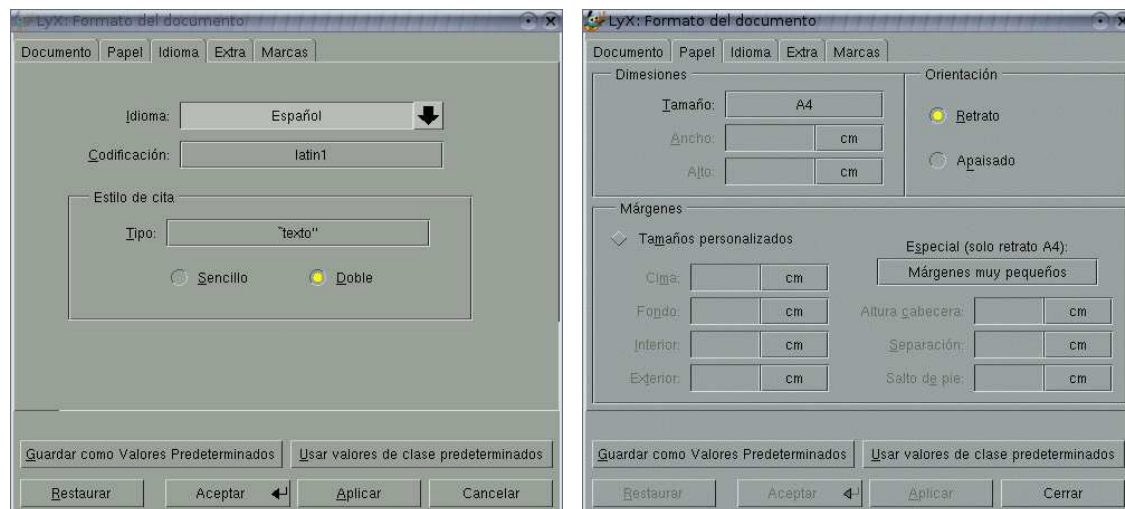 LyX: Formato del documento
Documento Papel Idioma Extra Marcas
Idioma: Español
Codificación: latin1
Estilo de cita
Tipo: ``texto''
Sencillo Doble
Guardar como Valores Predeterminados Usar valores de clase predeterminados
Restaurar Aceptar Aplicar Cancelar
LyX: Formato del documento
Documento Papel Idioma Extra Marcas
Dimesiones
Tamaño: A4
Ancho: cm
Alto: cm
Orientación
Retrato
Apaisado
Márgenes
Tamaños personalizados
Cima: cm
Fondo: cm
Interior: cm
Exterior: cm
Especial (solo retrato A4):
Márgenes muy pequeños
Altura cabecera: cm
Separación: cm
Salto de pie: cm
Guardar como Valores Predeterminados Usar valores de clase predeterminados
Restaurar Aceptar Aplicar Cerrar